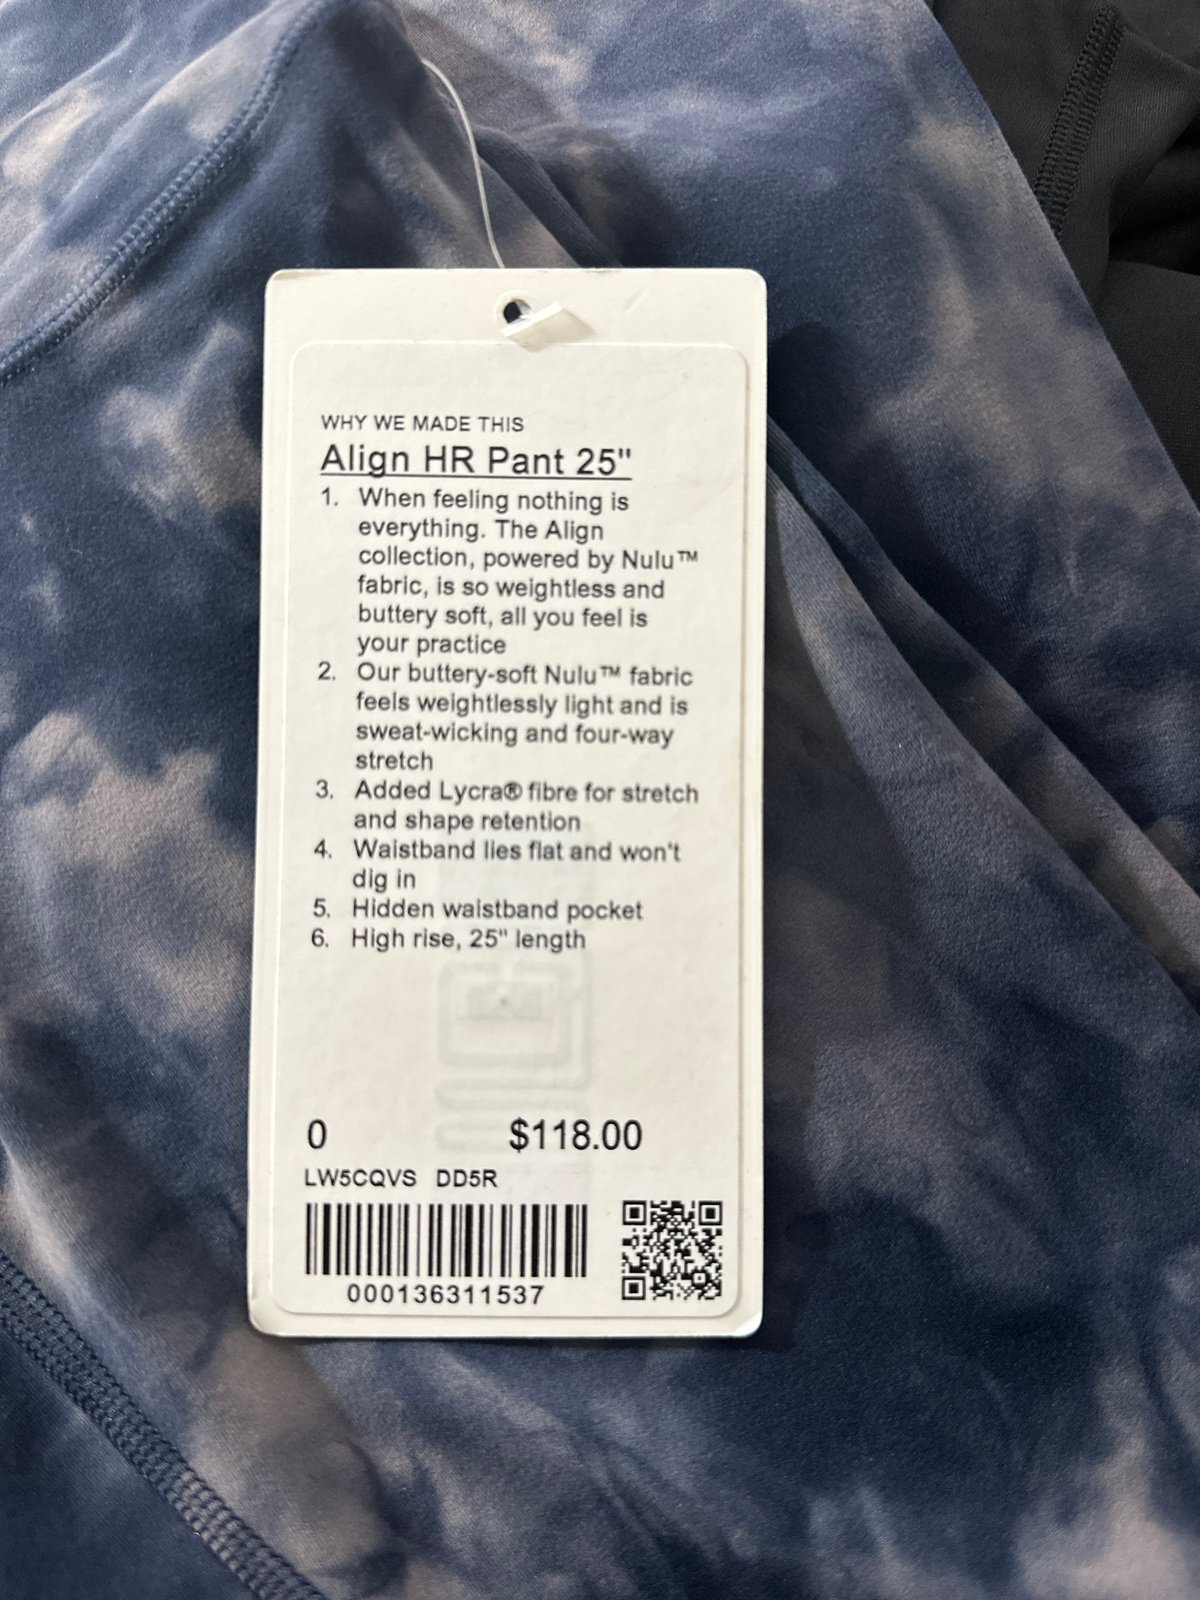 WHY WE MADE THIS
Align HR Pant 25"
1. When feeling nothing is
everything. The Align
collection, powered by Nulu™
fabric, is so weightless and
buttery soft, all you feel is
your practice
2. Our buttery-soft Nulu™ fabric
feels weightlessly light and is
sweat-wicking and four-way
stretch
3. Added Lycra® fibre for stretch
and shape retention
4. Waistband lies flat and won't
dig in
5. Hidden waistband pocket
6. High rise, 25" length
0 $118.00
LW5CQVS DD5R
000136311537